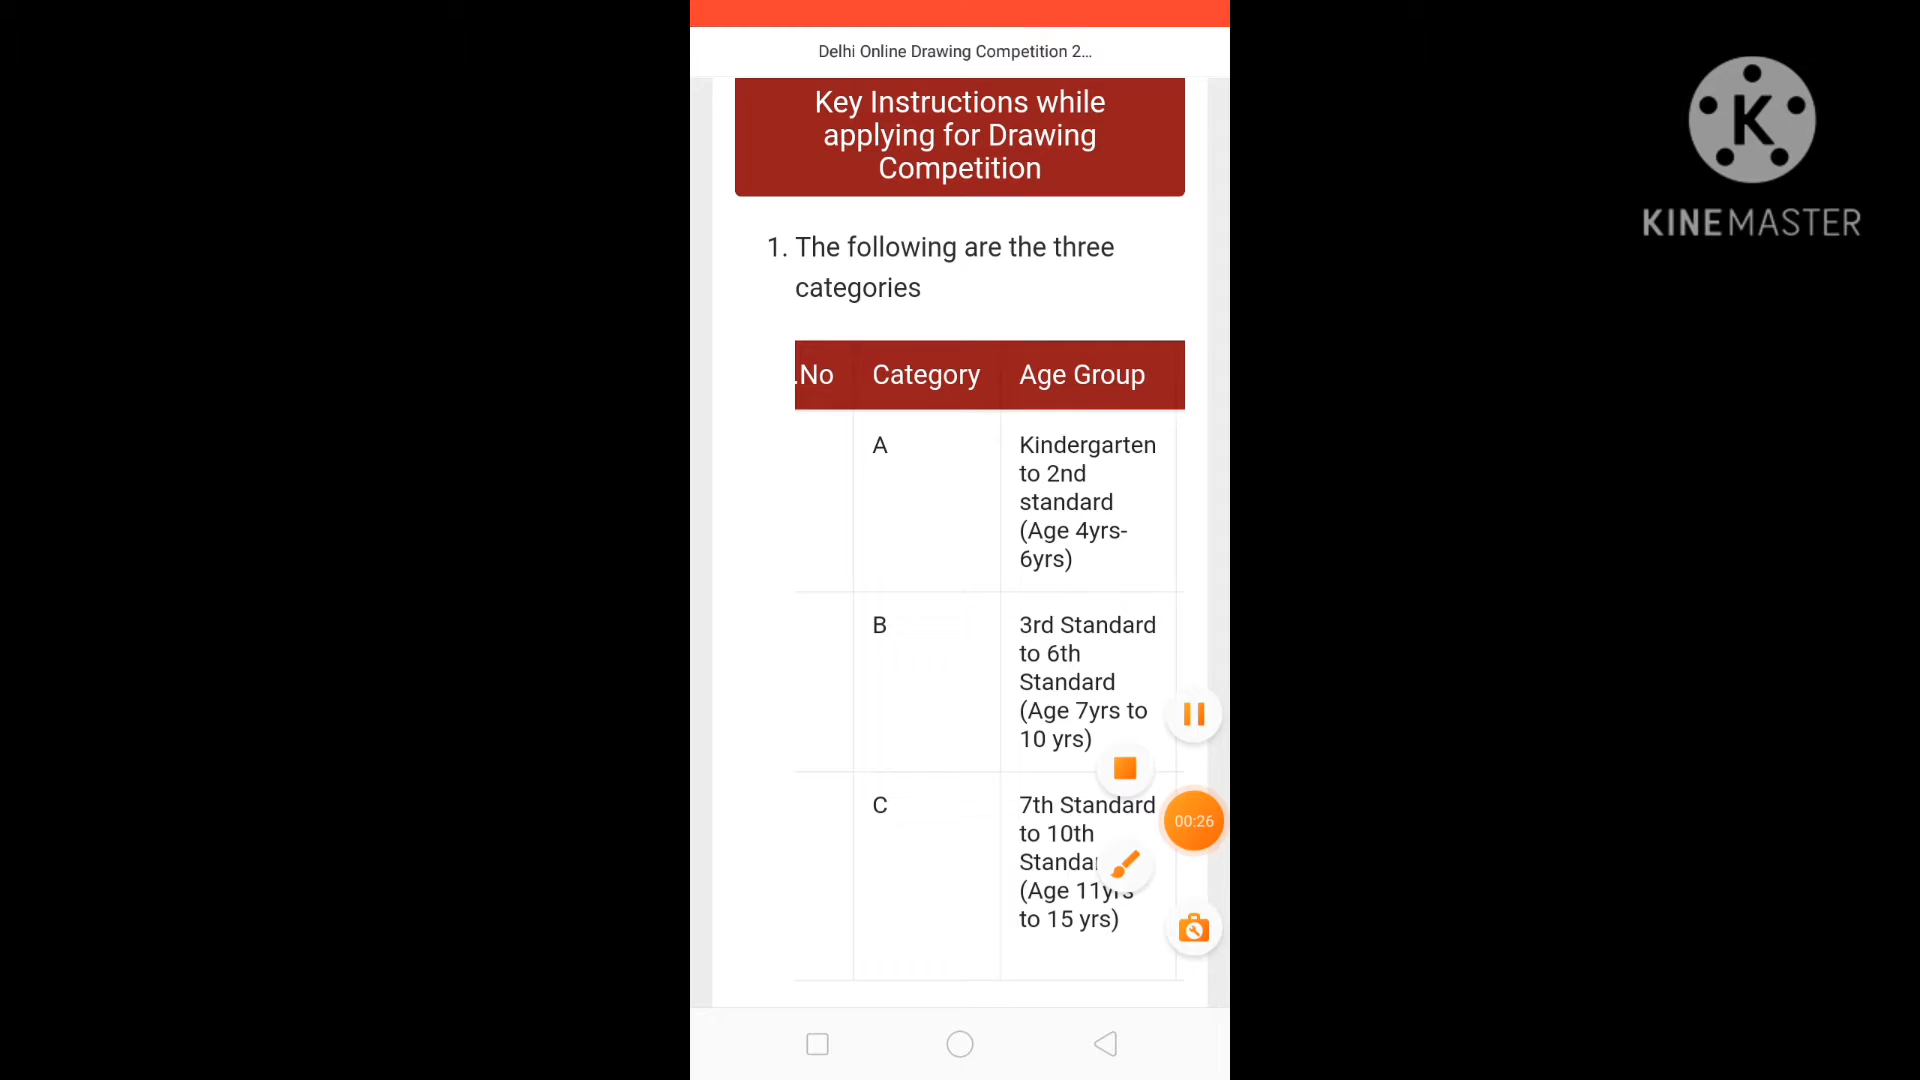 Delhi Online Drawing Competition 2...
Key Instructions while
applying for Drawing
Competition
1. The following are the three
categories
.No Category Age Group
A Kindergarten
to 2nd
standard
(Age 4yrs-
6yrs)
B 3rd Standard
to 6th
Standard
(Age 7yrs to
10 yrs)
C 7th Standard
to 10th
(Age 11yrs
to 15 yrs)
00:26
K
KINEMASTER